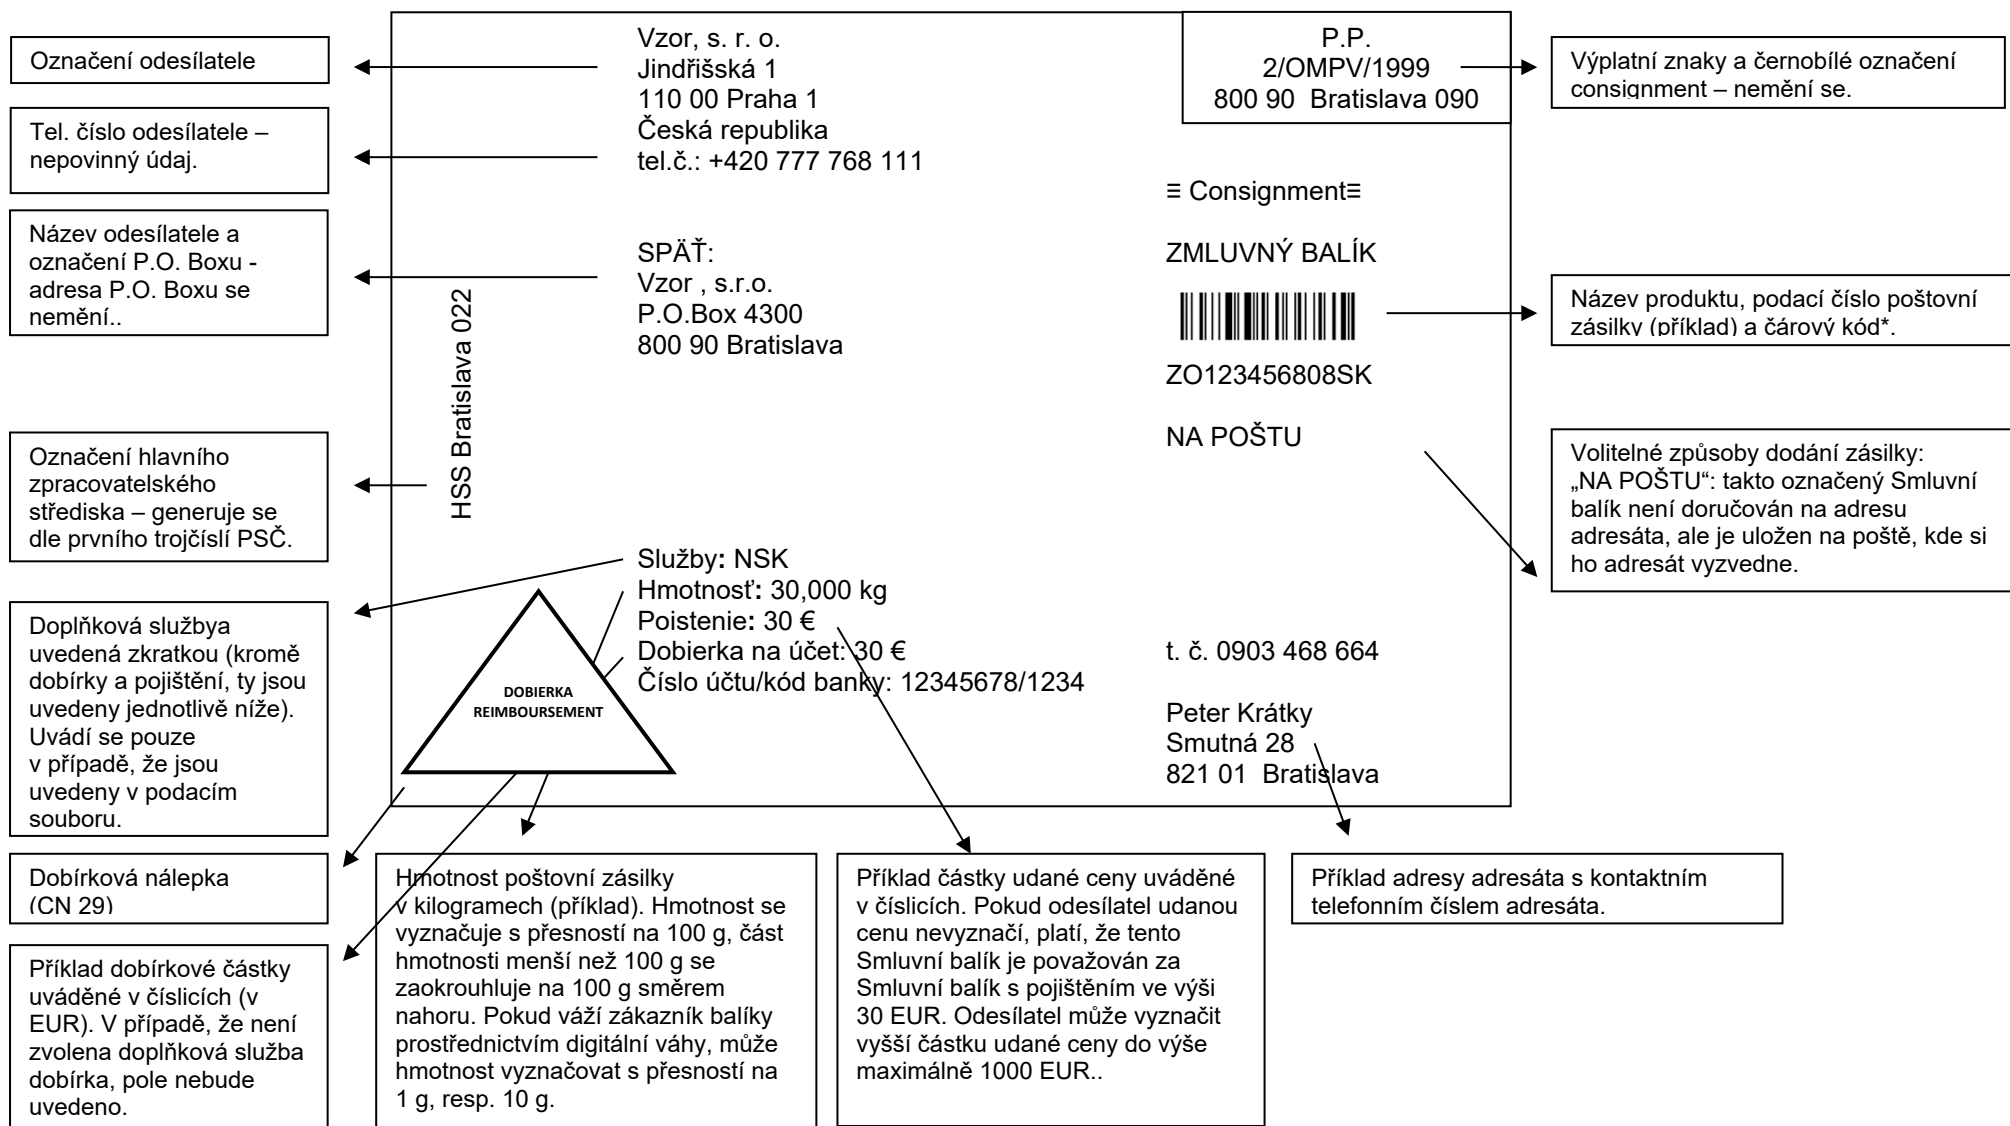 Označení odesílatele
Tel. číslo odesílatele –
nepovinný údaj.
Název odesílatele a
označení P.O. Boxu -
adresa P.O. Boxu se
nemění..
Označení hlavního
zpracovatelského
střediska – generuje se
dle prvního trojčíslí PSČ.
Doplňková službya
uvedená zkratkou (kromě
dobírky a pojištění, ty jsou
uvedeny jednotlivě níže).
Uvádí se pouze
v případě, že jsou
uvedeny v podacím
souboru.
Dobírková nálepka
(CN 29)
Příklad dobírkové částky
uváděné v číslicích (v
EUR). V případě, že není
zvolena doplňková služba
dobírka, pole nebude
uvedeno.
Vzor, s. r. o.
Jindřišská 1
110 00 Praha 1
Česká republika
tel.č.: +420 777 768 111
SPÄŤ:
Vzor , s.r.o.
P.O.Box 4300
800 90 Bratislava
HSS Bratislava 022
Služby: NSK
Hmotnosť: 30,000 kg
Poistenie: 30 €
Dobierka na účet: 30 €
Číslo účtu/kód banky: 12345678/1234
DOBIERKA
REIMBOURSEMENT
P.P.
2/OMPV/1999
800 90 Bratislava 090
≡ Consignment≡
ZMLUVNÝ BALÍK
ZO123456808SK
NA POŠTU
t. č. 0903 468 664
Peter Krátky
Smutná 28
821 01 Bratislava
Výplatní znaky a černobílé označení
consignment – nemění se.
Název produktu, podací číslo poštovní
zásilky (příklad) a čárový kód*.
Volitelné způsoby dodání zásilky:
„NA POŠTU“: takto označený Smluvní
balík není doručován na adresu
adresáta, ale je uložen na poště, kde si
ho adresát vyzvedne.
Hmotnost poštovní zásilky
v kilogramech (příklad). Hmotnost se
vyznačuje s přesností na 100 g, část
hmotnosti menší než 100 g se
zaokrouhluje na 100 g směrem
nahoru. Pokud váží zákazník balíky
prostřednictvím digitální váhy, může
hmotnost vyznačovat s přesností na
1 g, resp. 10 g.
Příklad částky udané ceny uváděné
v číslicích. Pokud odesílatel udanou
cenu nevyznačí, platí, že tento
Smluvní balík je považován za
Smluvní balík s pojištěním ve výši
30 EUR. Odesílatel může vyznačit
vyšší částku udané ceny do výše
maximálně 1000 EUR..
Příklad adresy adresáta s kontaktním
telefonním číslem adresáta.